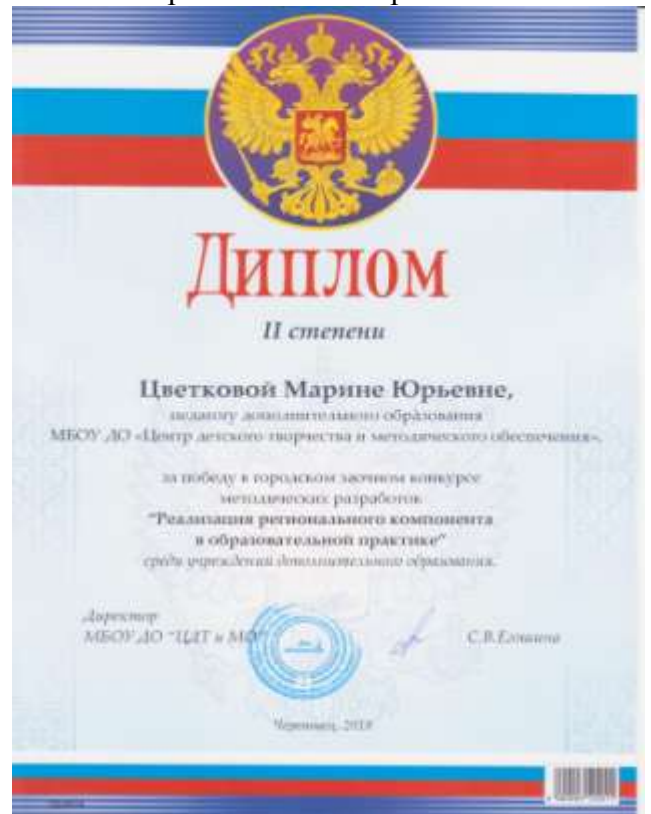 Диплом
II степени
Цветковой Марине Юрьевне,
педагогу дополнительного образования
МБОУ ДО «Центр детского творчества и методического обеспечения»,
за победу в городском заочном конкурсе
методических разработок
"Реализация регионального компонента
в образовательной практике"
среди учреждений дополнительного образования.
Директор
МБОУ ДО "ЦДТ и МО"
С.В.
Череповец, 2018